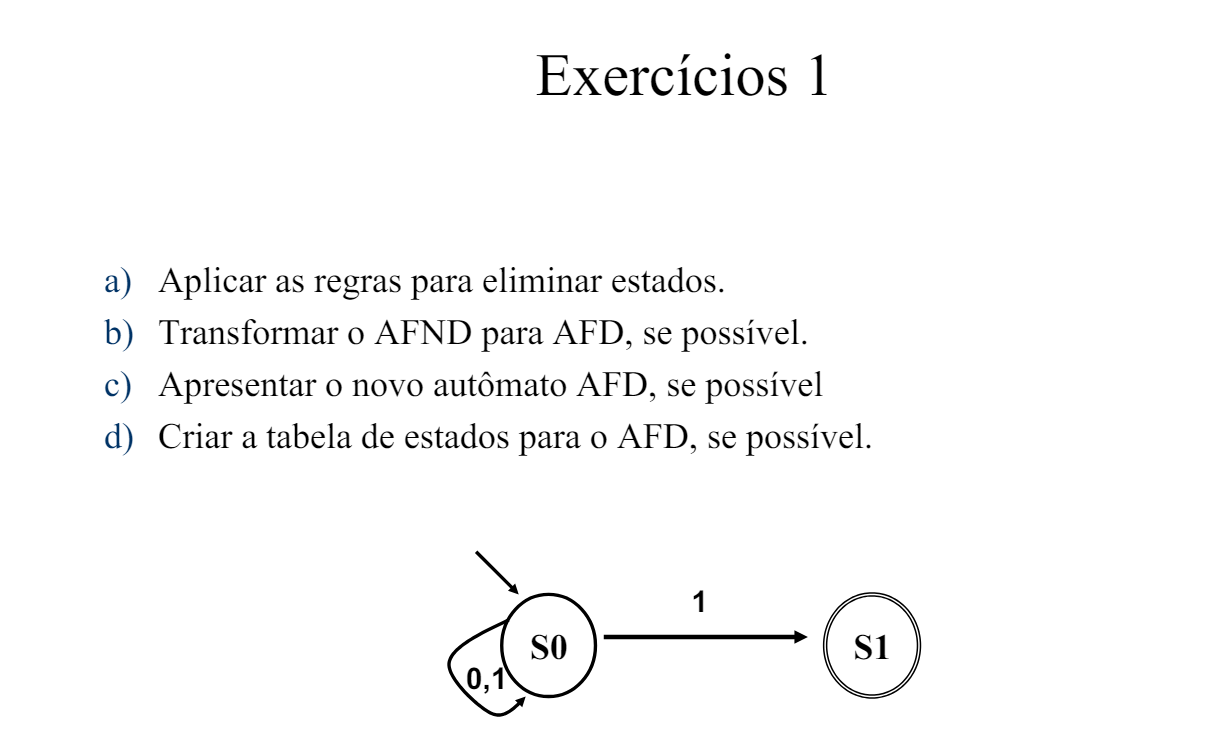 Exercícios 1
a) Aplicar as regras para eliminar estados.
b) Transformar o AFND para AFD, se possível.
c) Apresentar o novo autômato AFD, se possível
d) Criar a tabela de estados para o AFD, se possível.
1
S0
S1
0,1